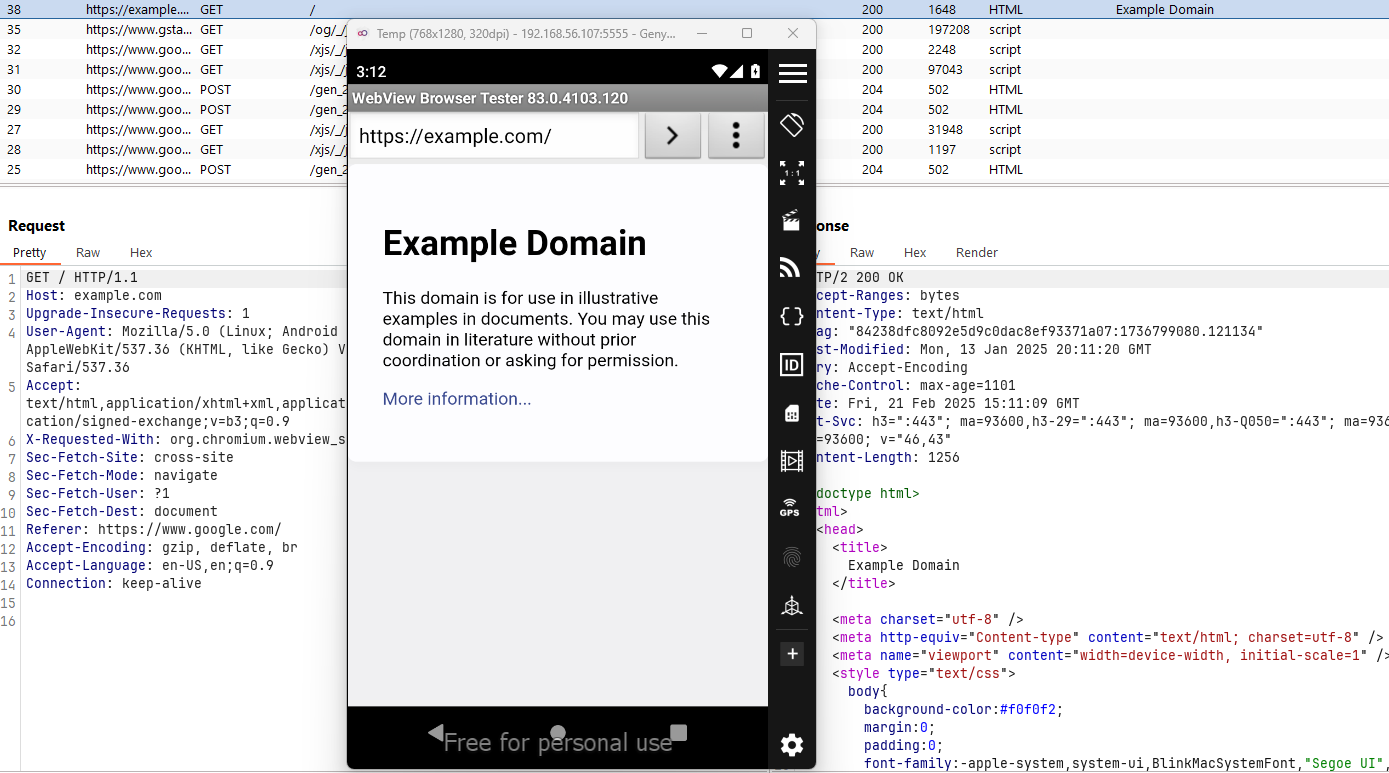 38 https://example.... GET / 200 1648 HTML Example Domain
35 https://www.gsta... GET /og/_/j 200 197208 script
32 https://www.goo... GET /xjs/_/j 200 2248 script
31 https://www.goo... GET /xjs/_/j 200 97043 script
30 https://www.goo... POST /gen_2 204 502 HTML
29 https://www.goo... POST /gen_2 204 502 HTML
27 https://www.goo... GET /xjs/_/j 200 31948 script
28 https://www.goo... GET /xjs/_/j 200 1197 script
25 https://www.goo... POST /gen_2 204 502 HTML
Temp (768x1280, 320dpi) - 192.168.56.107:5555 - Geny...
3:12
WebView Browser Tester 83.0.4103.120
https://example.com/
Example Domain
This domain is for use in illustrative
examples in documents. You may use this
domain in literature without prior
coordination or asking for permission.
More information...
Free for personal use
1:1
ID
GPS
Request
Pretty Raw Hex
1 GET / HTTP/1.1
2 Host: example.com
3 Upgrade-Insecure-Requests: 1
4 User-Agent: Mozilla/5.0 (Linux; Android
AppleWebKit/537.36 (KHTML, like Gecko) V
Safari/537.36
5 Accept:
text/html,application/xhtml+xml,applicat
cation/signed-exchange;v=b3;q=0.9
6 X-Requested-With: org.chromium.webview_s
7 Sec-Fetch-Site: cross-site
8 Sec-Fetch-Mode: navigate
9 Sec-Fetch-User: ?1
10 Sec-Fetch-Dest: document
11 Referer: https://www.google.com/
12 Accept-Encoding: gzip, deflate, br
13 Accept-Language: en-US,en;q=0.9
14 Connection: keep-alive
15
16
onse
y Raw Hex Render
TP/2 200 OK
cept-Ranges: bytes
ntent-Type: text/html
ag: "84238dfc8092e5d9c0dac8ef93371a07:1736799080.121134"
st-Modified: Mon, 13 Jan 2025 20:11:20 GMT
ry: Accept-Encoding
che-Control: max-age=1101
te: Fri, 21 Feb 2025 15:11:09 GMT
t-Svc: h3=":443"; ma=93600,h3-29=":443"; ma=93600,h3-Q050=":443"; ma=936
=93600; v="46,43"
ntent-Length: 1256
doctype html>
tml>
<head>
<title>
Example Domain
</title>
<meta charset="utf-8" />
<meta http-equiv="Content-type" content="text/html; charset=utf-8" />
<meta name="viewport" content="width=device-width, initial-scale=1" />
<style type="text/css">
body{
background-color:#f0f0f2;
margin:0;
padding:0;
font-family:-apple-system,system-ui,BlinkMacSystemFont,"Segoe UI",